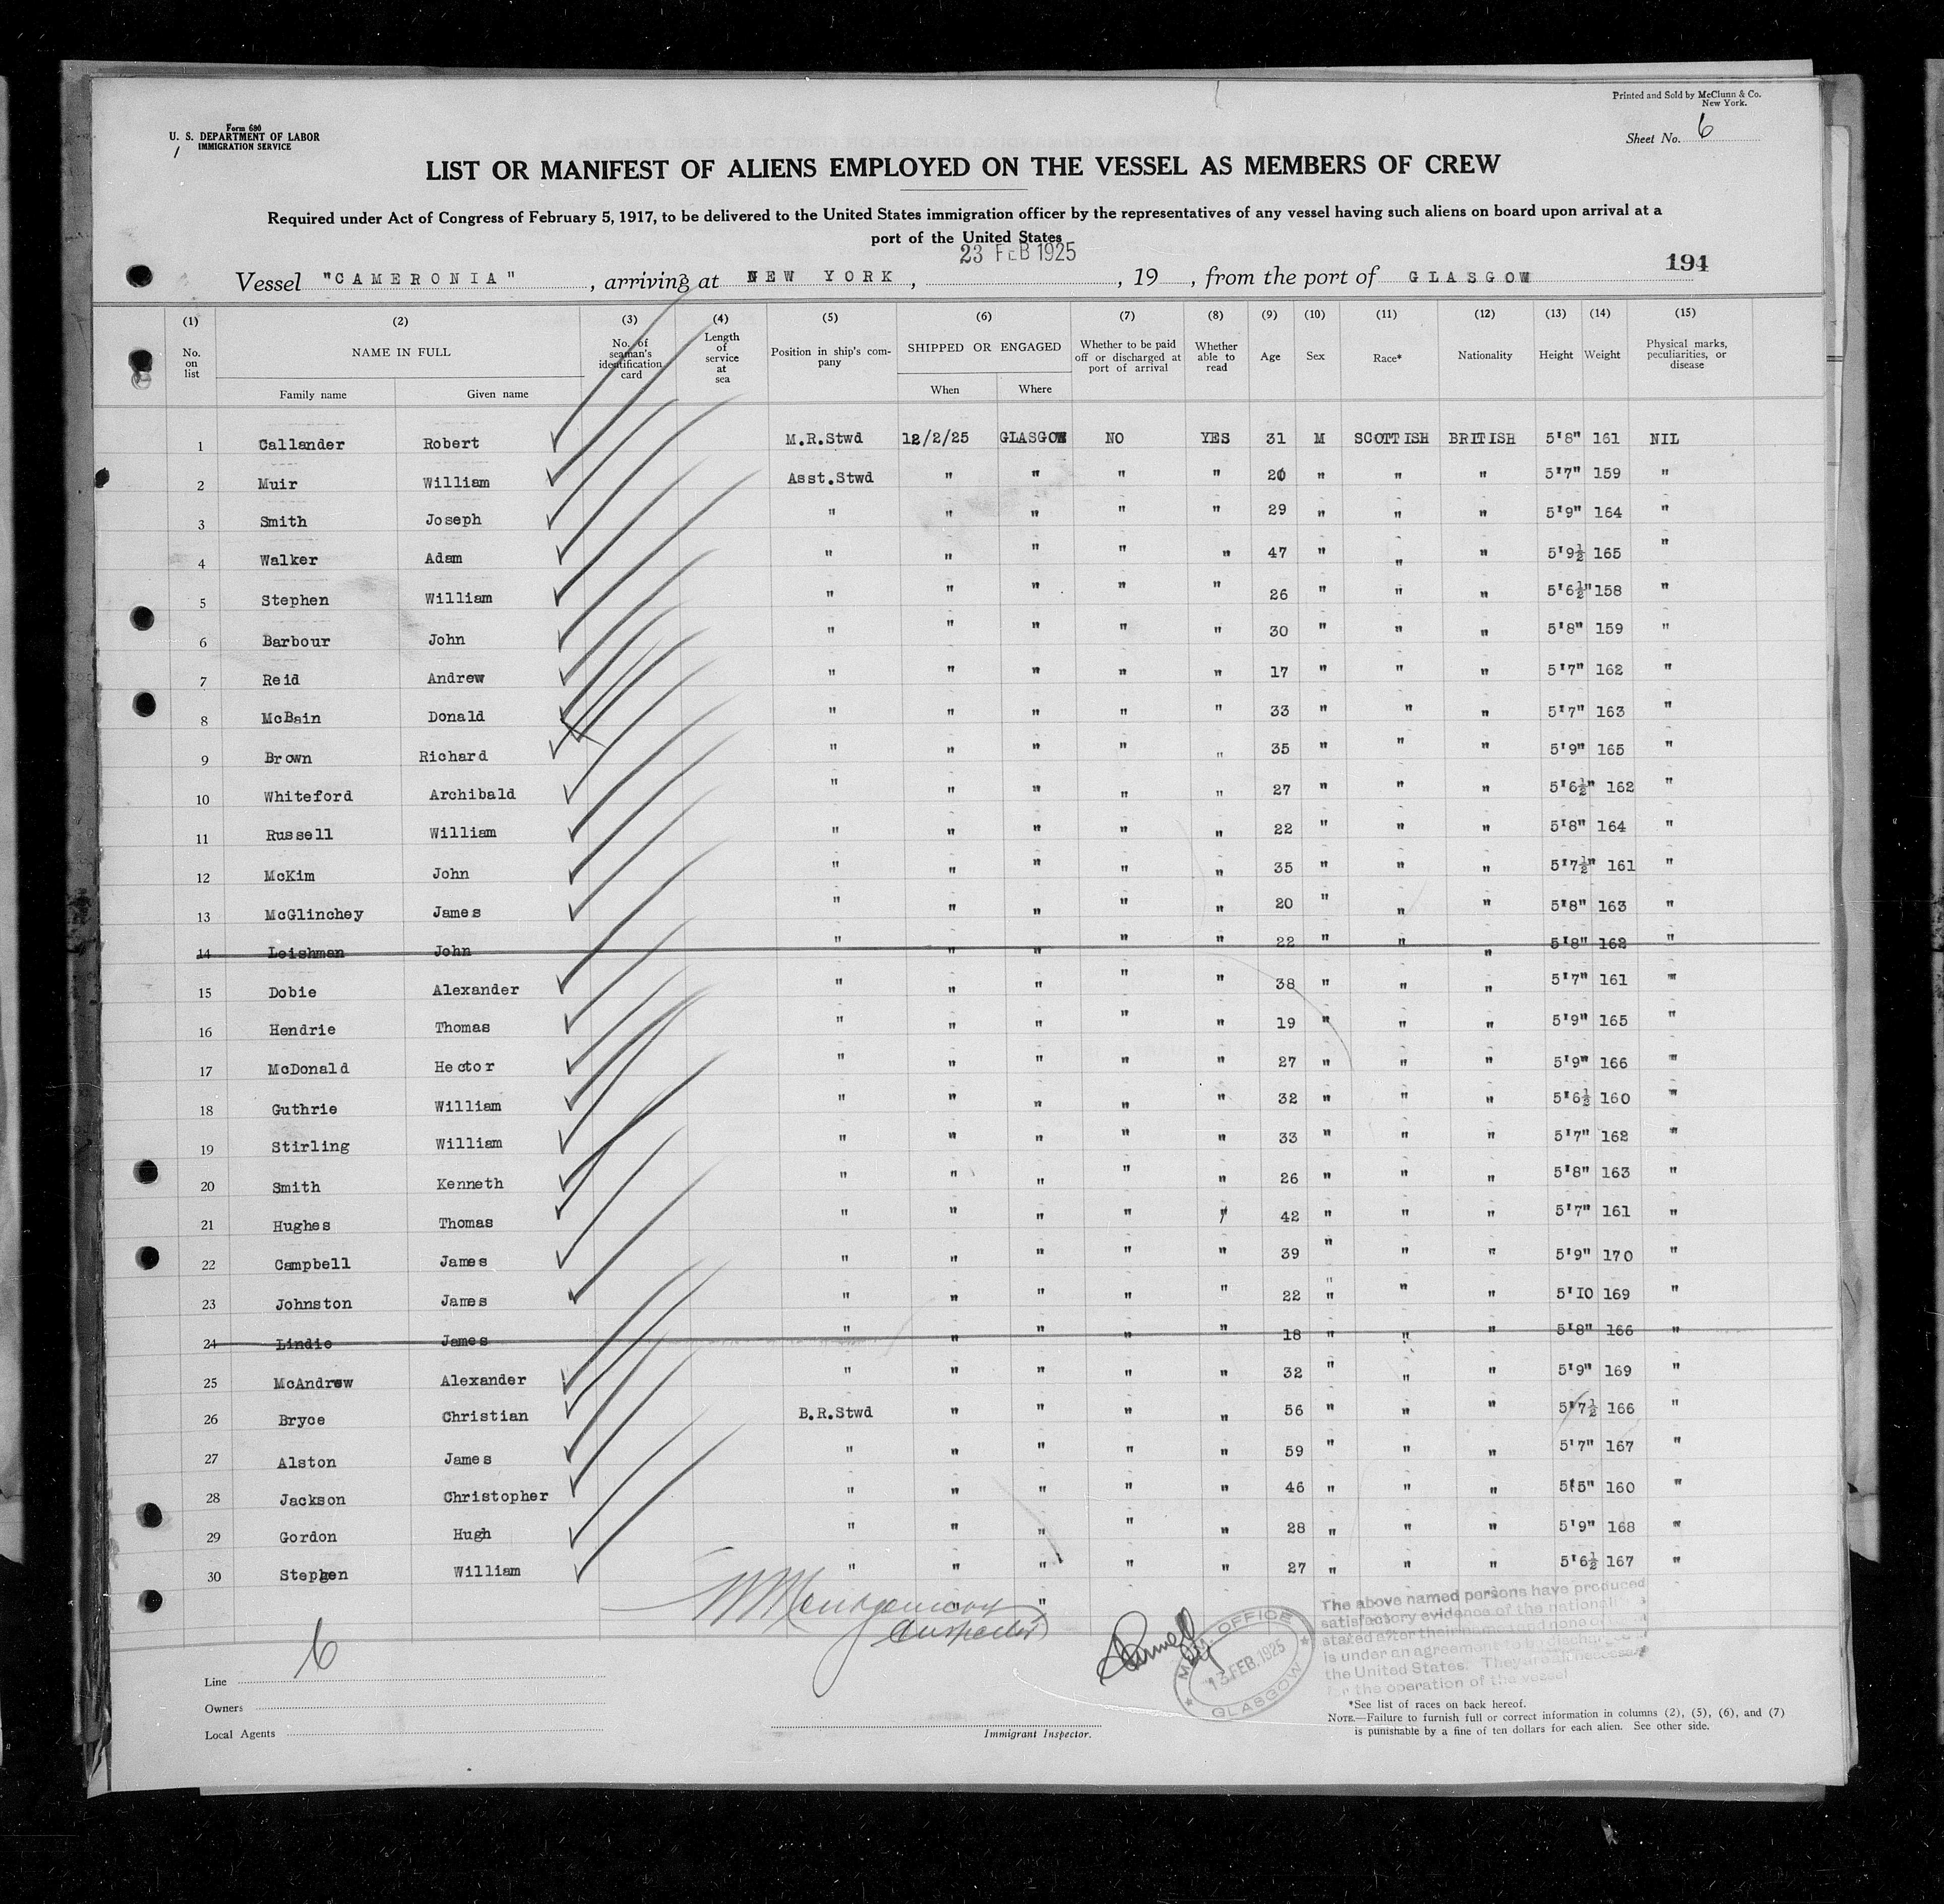 Printed and Sold by McClunn & Co.
New York.
Form 680
U. S. DEPARTMENT OF LABOR
IMMIGRATION SERVICE
Sheet No. 6
LIST OR MANIFEST OF ALIENS EMPLOYED ON THE VESSEL AS MEMBERS OF CREW
Required under Act of Congress of February 5, 1917, to be delivered to the United States immigration officer by the representatives of any vessel having such aliens on board upon arrival at a
port of the United States
23 FEB 1925
194
Vessel "CAMERONIA", arriving at NEW YORK, , 19 , from the port of GLASGOW
(1) (2) (3) (4) (5) (6) (7) (8) (9) (10) (11) (12) (13) (14) (15)
No. on list NAME IN FULL No. of seaman's identification card Length of service at sea Position in ship's company SHIPPED OR ENGAGED Whether to be paid off or discharged at port of arrival Whether able to read Age Sex Race* Nationality Height Weight Physical marks, peculiarities, or disease
Family name Given name When Where
1 Callander Robert M.R.Stwd 12/2/25 GLASGOW NO YES 31 M SCOTTISH BRITISH 5'8" 161 NIL
2 Muir William Asst.Stwd " " " " 20 " " " 5'7" 159 "
3 Smith Joseph " " " " " 29 " " " 5'9" 164 "
4 Walker Adam " " " " " 47 " " " 5'9½ 165 "
5 Stephen William " " " " " 26 " " " 5'6½" 158 "
6 Barbour John " " " " " 30 " " " 5'8" 159 "
7 Reid Andrew " " " " " 17 " " " 5'7" 162 "
8 McBain Donald " " " " " 33 " " " 5'7" 163 "
9 Brown Richard " " " " " 35 " " " 5'9" 165 "
10 Whiteford Archibald " " " " " 27 " " " 5'6½" 162 "
11 Russell William " " " " " 22 " " " 5'8" 164 "
12 McKim John " " " " " 35 " " " 5'7½" 161 "
13 McGlinchey James " " " " " 20 " " " 5'8" 163 "
14 Leishman John " " " " " 22 " " " 5'8" 162 "
15 Dobie Alexander " " " " " 38 " " " 5'7" 161 "
16 Hendrie Thomas " " " " " 19 " " " 5'9" 165 "
17 McDonald Hector " " " " " 27 " " " 5'9" 166 "
18 Guthrie William " " " " " 32 " " " 5'6½ 160 "
19 Stirling William " " " " " 33 " " " 5'7" 162 "
20 Smith Kenneth " " " " " 26 " " " 5'8" 163 "
21 Hughes Thomas " " " " " 42 " " " 5'7" 161 "
22 Campbell James " " " " " 39 " " " 5'9" 170 "
23 Johnston James " " " " " 22 " " " 5'10 169 "
24 Lindie James " " " " " 18 " " " 5'8" 166 "
25 McAndrew Alexander " " " " " 32 " " " 5'9" 169 "
26 Bryce Christian B.R.Stwd " " " " 56 " " " 5'7½ 166 "
27 Alston James " " " " " 59 " " " 5'7" 167 "
28 Jackson Christopher " " " " " 46 " " " 5'5" 160 "
29 Gordon Hugh " " " " " 28 " " " 5'9" 168 "
30 Stephen William " " " " " 27 " " " 5'6½ 167 "
" "
Montgomery
Inspector
The above named persons have produced
satisfactory evidence of the nationalities
stated after their names and none of
is under an agreement to be discharged
the United States. They are all necessary
for the operation of the vessel
OFFICE
13 FEB. 1925
GLASGOW
6
Line
Owners
Local Agents
Immigrant Inspector.
*See list of races on back hereof.
NOTE.—Failure to furnish full or correct information in columns (2), (5), (6), and (7)
is punishable by a fine of ten dollars for each alien. See other side.